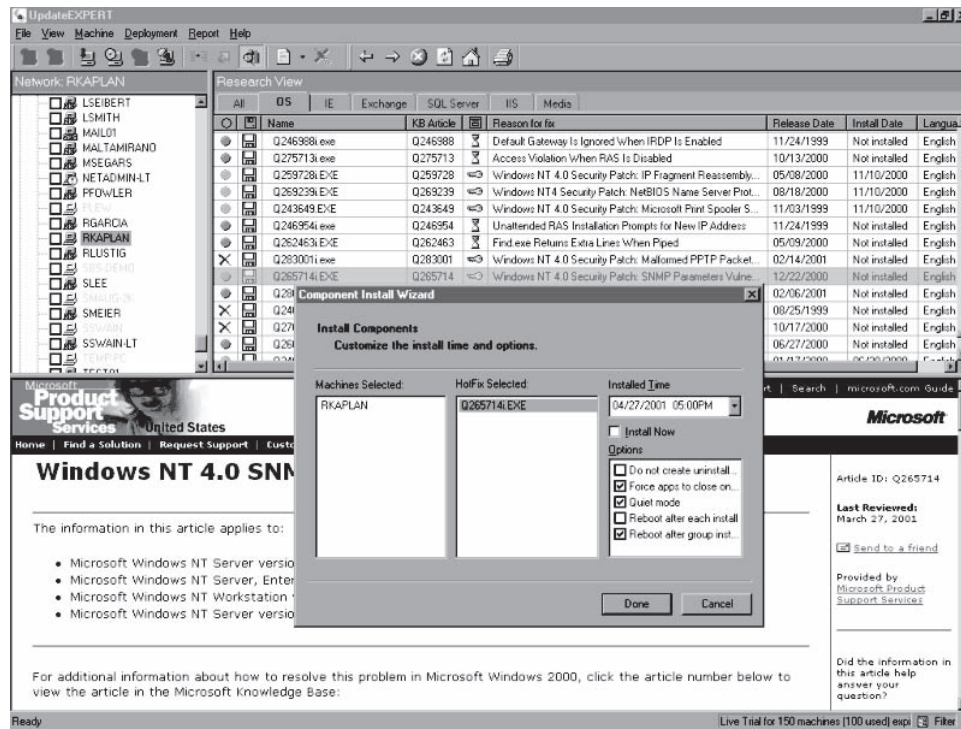 UpdateEXPERT
File View Machine Deployment Report Help
Network: RKAPLAN
LSEIBERT
LSMITH
MAIL01
MALTAMIRANO
MSEGARS
NETADMIN-LT
PFOWLER
PLEW
RGARCIA
RKAPLAN
RLUSTIG
SBS-DEMO
SLEE
SMAUG-2K
SMEIER
SSWAIN
SSWAIN-LT
TEMP-PC
TEST01
Research View
All OS IE Exchange SQL Server IIS Media
Name KB Article Reason for fix Release Date Install Date Langua
Q246988i.exe Q246988 Default Gateway Is Ignored When IRDP Is Enabled 11/24/1999 Not installed English
Q275713i.exe Q275713 Access Violation When RAS Is Disabled 10/13/2000 Not installed English
Q259728i.EXE Q259728 Windows NT 4.0 Security Patch: IP Fragment Reassembly... 05/08/2000 11/10/2000 English
Q269239i.EXE Q269239 Windows NT4 Security Patch: NetBIOS Name Server Prot... 08/18/2000 11/10/2000 English
Q243649.EXE Q243649 Windows NT 4.0 Security Patch: Microsoft Print Spooler S... 11/03/1999 11/10/2000 English
Q246954i.exe Q246954 Unattended RAS Installation Prompts for New IP Address 11/24/1999 Not installed English
Q262463i.EXE Q262463 Find.exe Returns Extra Lines When Piped 05/09/2000 Not installed English
Q283001i.exe Q283001 Windows NT 4.0 Security Patch: Malformed PPTP Packet... 02/14/2001 Not installed English
Q265714i.EXE Q265714 Windows NT 4.0 Security Patch: SNMP Parameters Vulne... 12/22/2000 Not installed English
Q28 02/06/2001 Not installed English
Q24 08/25/1999 Not installed English
Q27 10/17/2000 Not installed English
Q26 06/27/2000 Not installed English
Component Install Wizard
Install Components
Customize the install time and options.
Machines Selected: HotFix Selected: Installed Time
RKAPLAN Q265714i.EXE 04/27/2001 05:00PM
Install Now
Options
Do not create uninstall...
Force apps to close on...
Quiet mode
Reboot after each install
Reboot after group inst...
Done Cancel
Microsoft
Product
Support
Services United States
Search | microsoft.com Guide
Microsoft
Home | Find a Solution | Request Support | Custo
Windows NT 4.0 SNM
The information in this article applies to:
• Microsoft Windows NT Server versio
• Microsoft Windows NT Server, Enter
• Microsoft Windows NT Workstation
• Microsoft Windows NT Server versio
For additional information about how to resolve this problem in Microsoft Windows 2000, click the article number below to
view the article in the Microsoft Knowledge Base:
Article ID: Q265714
Last Reviewed:
March 27, 2001
Send to a friend
Provided by
Microsoft Product
Support Services
Did the information in
this article help
answer your
question?
Ready
Live Trial for 150 machines (100 used) expi Filter